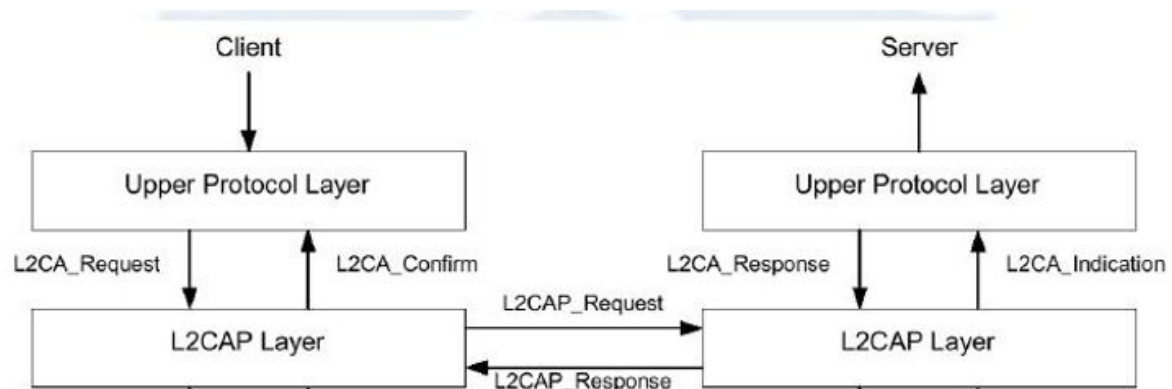 Client Server
Upper Protocol Layer Upper Protocol Layer
L2CA_Request L2CA_Confirm L2CA_Response L2CA_Indication
L2CAP_Request
L2CAP Layer L2CAP Layer
L2CAP_Response